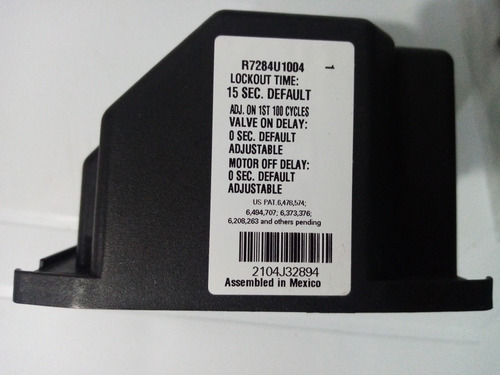 R7284U1004 1
LOCKOUT TIME:
15 SEC. DEFAULT
ADJ. ON 1ST 100 CYCLES
VALVE ON DELAY:
0 SEC. DEFAULT
ADJUSTABLE
MOTOR OFF DELAY:
0 SEC. DEFAULT
ADJUSTABLE
US PAT.6,478,574;
6,494,707; 6,373,376;
6,208,263 and others pending
2104J32894
Assembled in Mexico